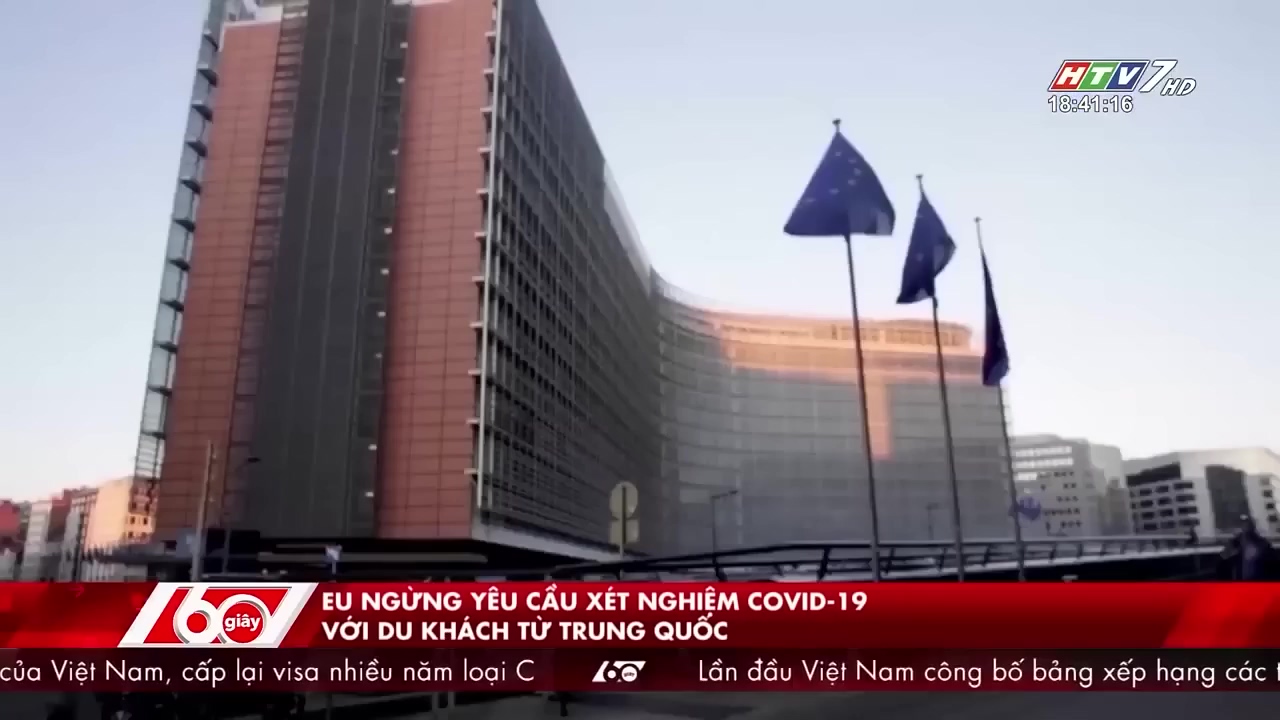 HTV7 HD
18:41:16
60 giây
EU NGỪNG YÊU CẦU XÉT NGHIỆM COVID-19
VỚI DU KHÁCH TỪ TRUNG QUỐC
của Việt Nam, cấp lại visa nhiều năm loại C 60 giây Lần đầu Việt Nam công bố bảng xếp hạng các